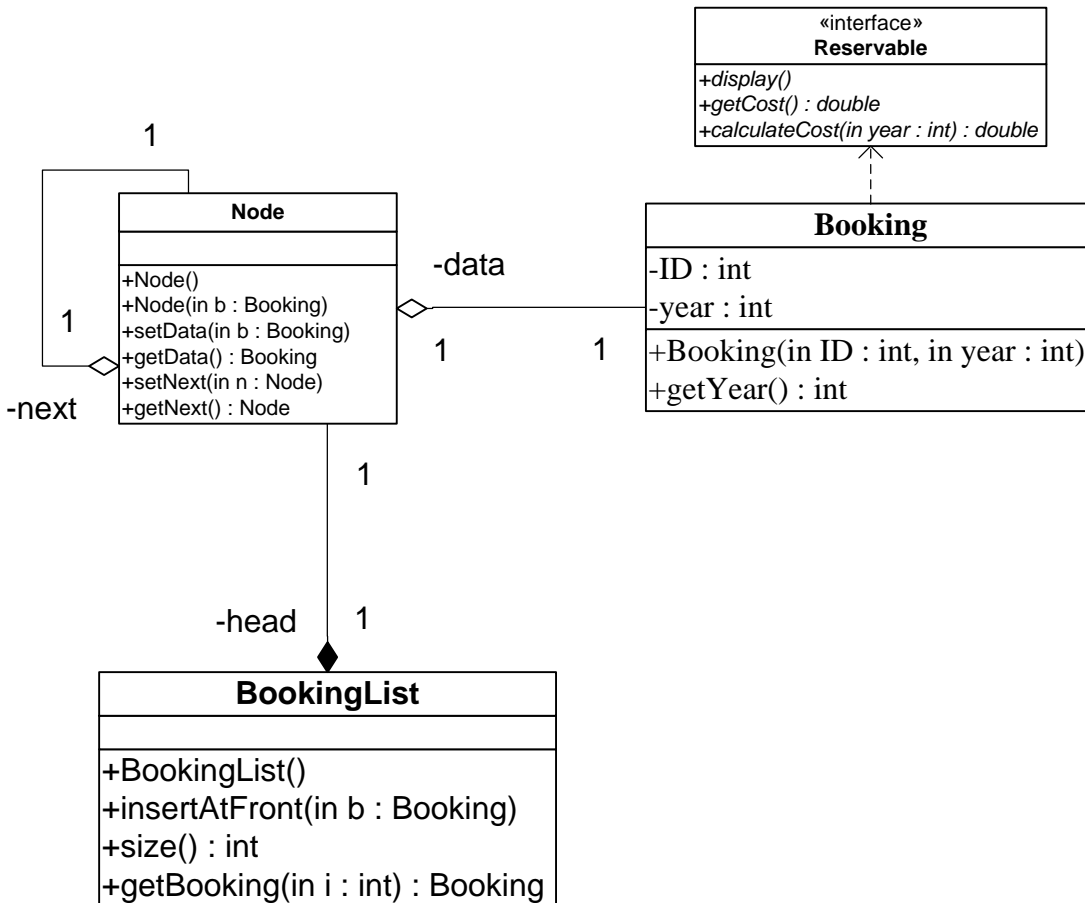 «interface»
Reservable
+display()
+getCost() : double
+calculateCost(in year : int) : double
1
Node
+Node()
+Node(in b : Booking)
+setData(in b : Booking)
+getData() : Booking
+setNext(in n : Node)
+getNext() : Node
1
-next
-data
1
1
Booking
-ID : int
-year : int
+Booking(in ID : int, in year : int)
+getYear() : int
1
-head
1
BookingList
+BookingList()
+insertAtFront(in b : Booking)
+size() : int
+getBooking(in i : int) : Booking